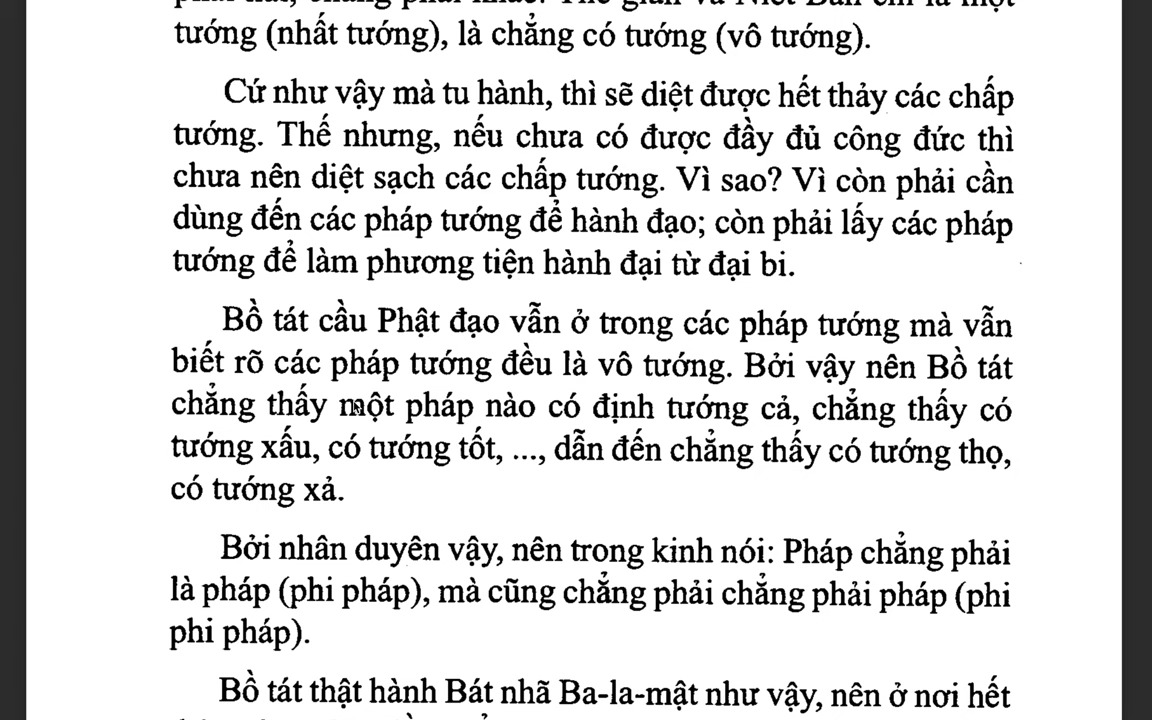 tướng (nhất tướng), là chẳng có tướng (vô tướng).
Cứ như vậy mà tu hành, thì sẽ diệt được hết thảy các chấp
tướng. Thế nhưng, nếu chưa có được đầy đủ công đức thì
chưa nên diệt sạch các chấp tướng. Vì sao? Vì còn phải cần
dùng đến các pháp tướng để hành đạo; còn phải lấy các pháp
tướng để làm phương tiện hành đại từ đại bi.
Bồ tát cầu Phật đạo vẫn ở trong các pháp tướng mà vẫn
biết rõ các pháp tướng đều là vô tướng. Bởi vậy nên Bồ tát
chẳng thấy một pháp nào có định tướng cả, chẳng thấy có
tướng xấu, có tướng tốt, ..., dẫn đến chẳng thấy có tướng thọ,
có tướng xả.
Bởi nhân duyên vậy, nên trong kinh nói: Pháp chẳng phải
là pháp (phi pháp), mà cũng chẳng phải chẳng phải pháp (phi
phi pháp).
Bồ tát thật hành Bát nhã Ba-la-mật như vậy, nên ở nơi hết